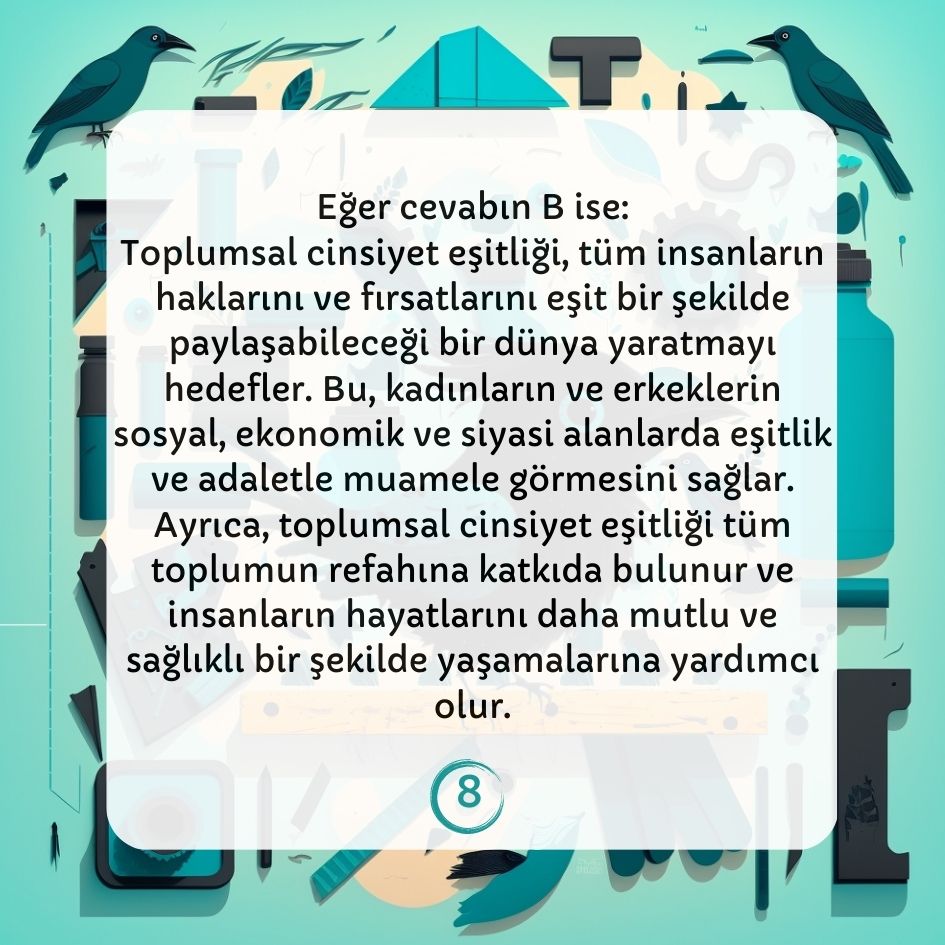 Eğer cevabın B ise:
Toplumsal cinsiyet eşitliği, tüm insanların
haklarını ve fırsatlarını eşit bir şekilde
paylaşabileceği bir dünya yaratmayı
hedefler. Bu, kadınların ve erkeklerin
sosyal, ekonomik ve siyasi alanlarda eşitlik
ve adaletle muamele görmesini sağlar.
Ayrıca, toplumsal cinsiyet eşitliği tüm
toplumun refahına katkıda bulunur ve
insanların hayatlarını daha mutlu ve
sağlıklı bir şekilde yaşamalarına yardımcı
olur.
8